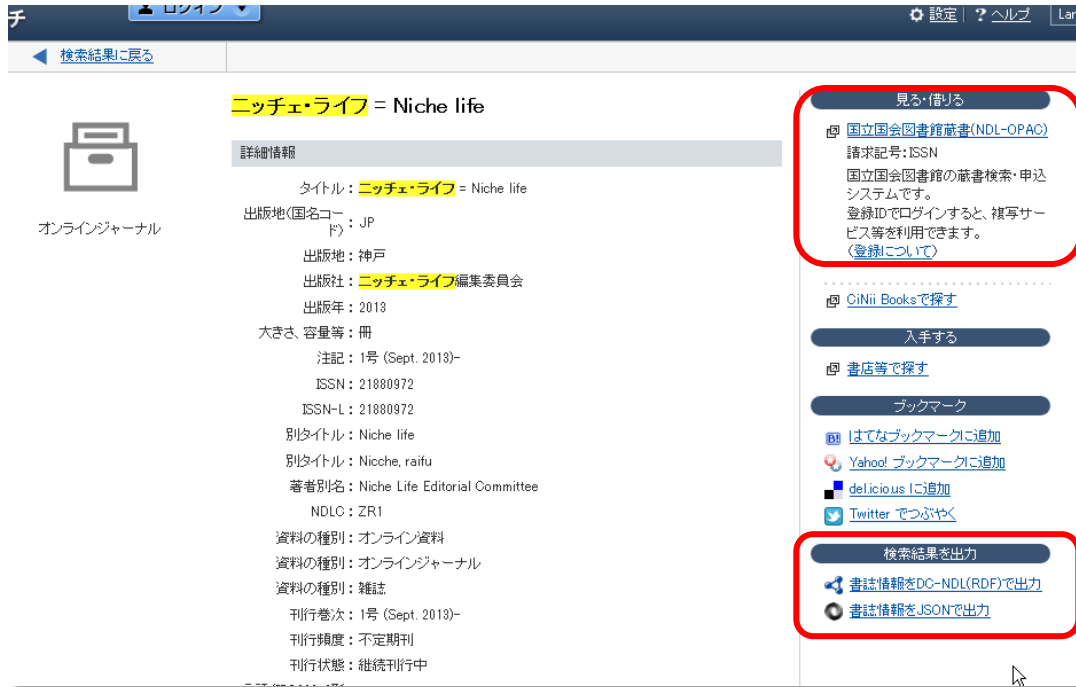 チ
ログイン
設定 | ? ヘルプ
Lan
検索結果に戻る
ニッチェ・ライフ = Niche life
オンラインジャーナル
詳細情報
タイトル : ニッチェ・ライフ = Niche life
出版地(国名コード) : JP
出版地 : 神戸
出版社 : ニッチェ・ライフ編集委員会
出版年 : 2013
大きさ、容量等 : 冊
注記 : 1号 (Sept. 2013)-
ISSN : 21880972
ISSN-L : 21880972
別タイトル : Niche life
別タイトル : Nicche, raifu
著者別名 : Niche Life Editorial Committee
NDLC : ZR1
資料の種別 : オンライン資料
資料の種別 : オンラインジャーナル
資料の種別 : 雑誌
刊行巻次 : 1号 (Sept. 2013)-
刊行頻度 : 不定期刊
刊行状態 : 継続刊行中
見る・借りる
国立国会図書館蔵書(NDL-OPAC)
請求記号:ISSN
国立国会図書館の蔵書検索・申込
システムです。
登録IDでログインすると、複写サー
ビス等を利用できます。
(登録について)
CiNii Booksで探す
入手する
書店等で探す
ブックマーク
B! はてなブックマークに追加
Yahoo! ブックマークに追加
del.icio.us に追加
Twitter でつぶやく
検索結果を出力
書誌情報をDC-NDL(RDF)で出力
書誌情報をJSONで出力